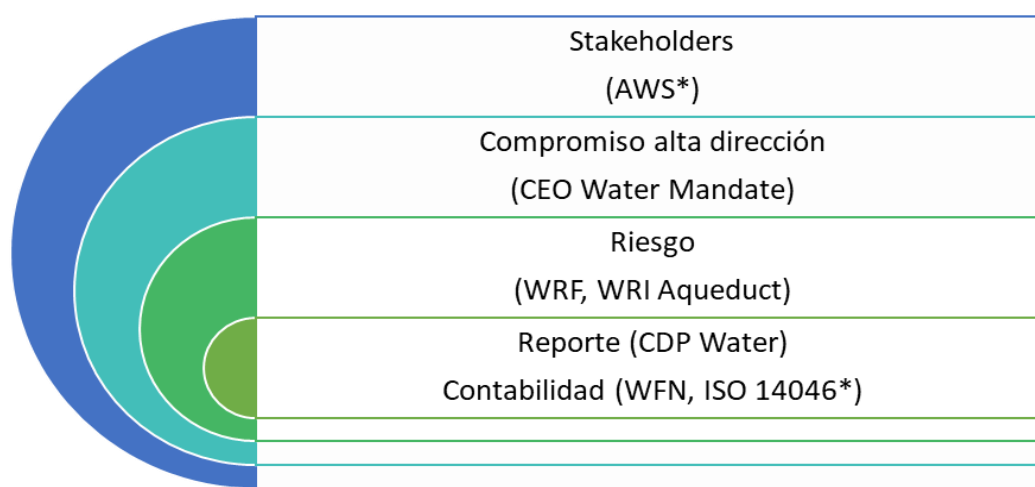 Stakeholders
(AWS*)
Compromiso alta dirección
(CEO Water Mandate)
Riesgo
(WRF, WRI Aqueduct)
Reporte (CDP Water)
Contabilidad (WFN, ISO 14046*)